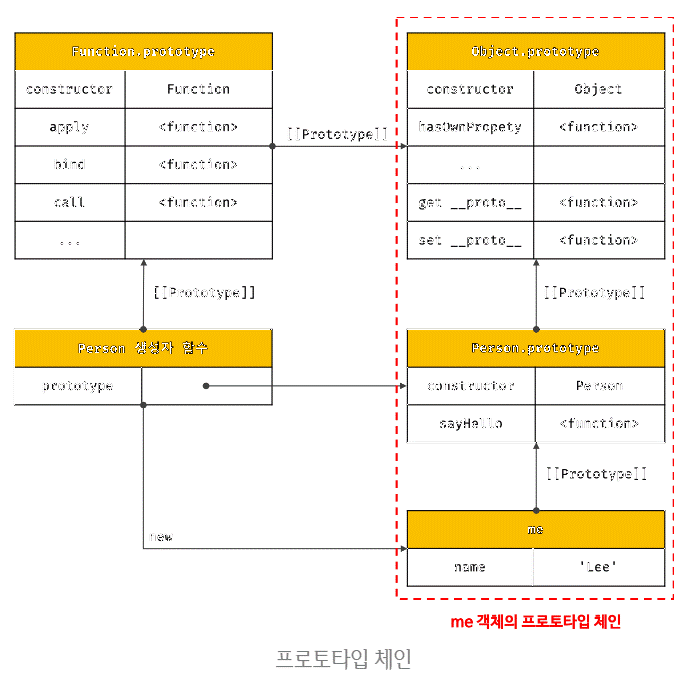 Function.prototype
constructor Function
apply <function>
bind <function>
call <function>
...
[[Prototype]]
Object.prototype
constructor Object
hasOwnPropety <function>
...
get __proto__ <function>
set __proto__ <function>
[[Prototype]]
[[Prototype]]
Person 생성자 함수
prototype
Person.prototype
constructor Person
sayHello <function>
[[Prototype]]
new
me
name 'Lee'
me 객체의 프로토타입 체인
프로토타입 체인